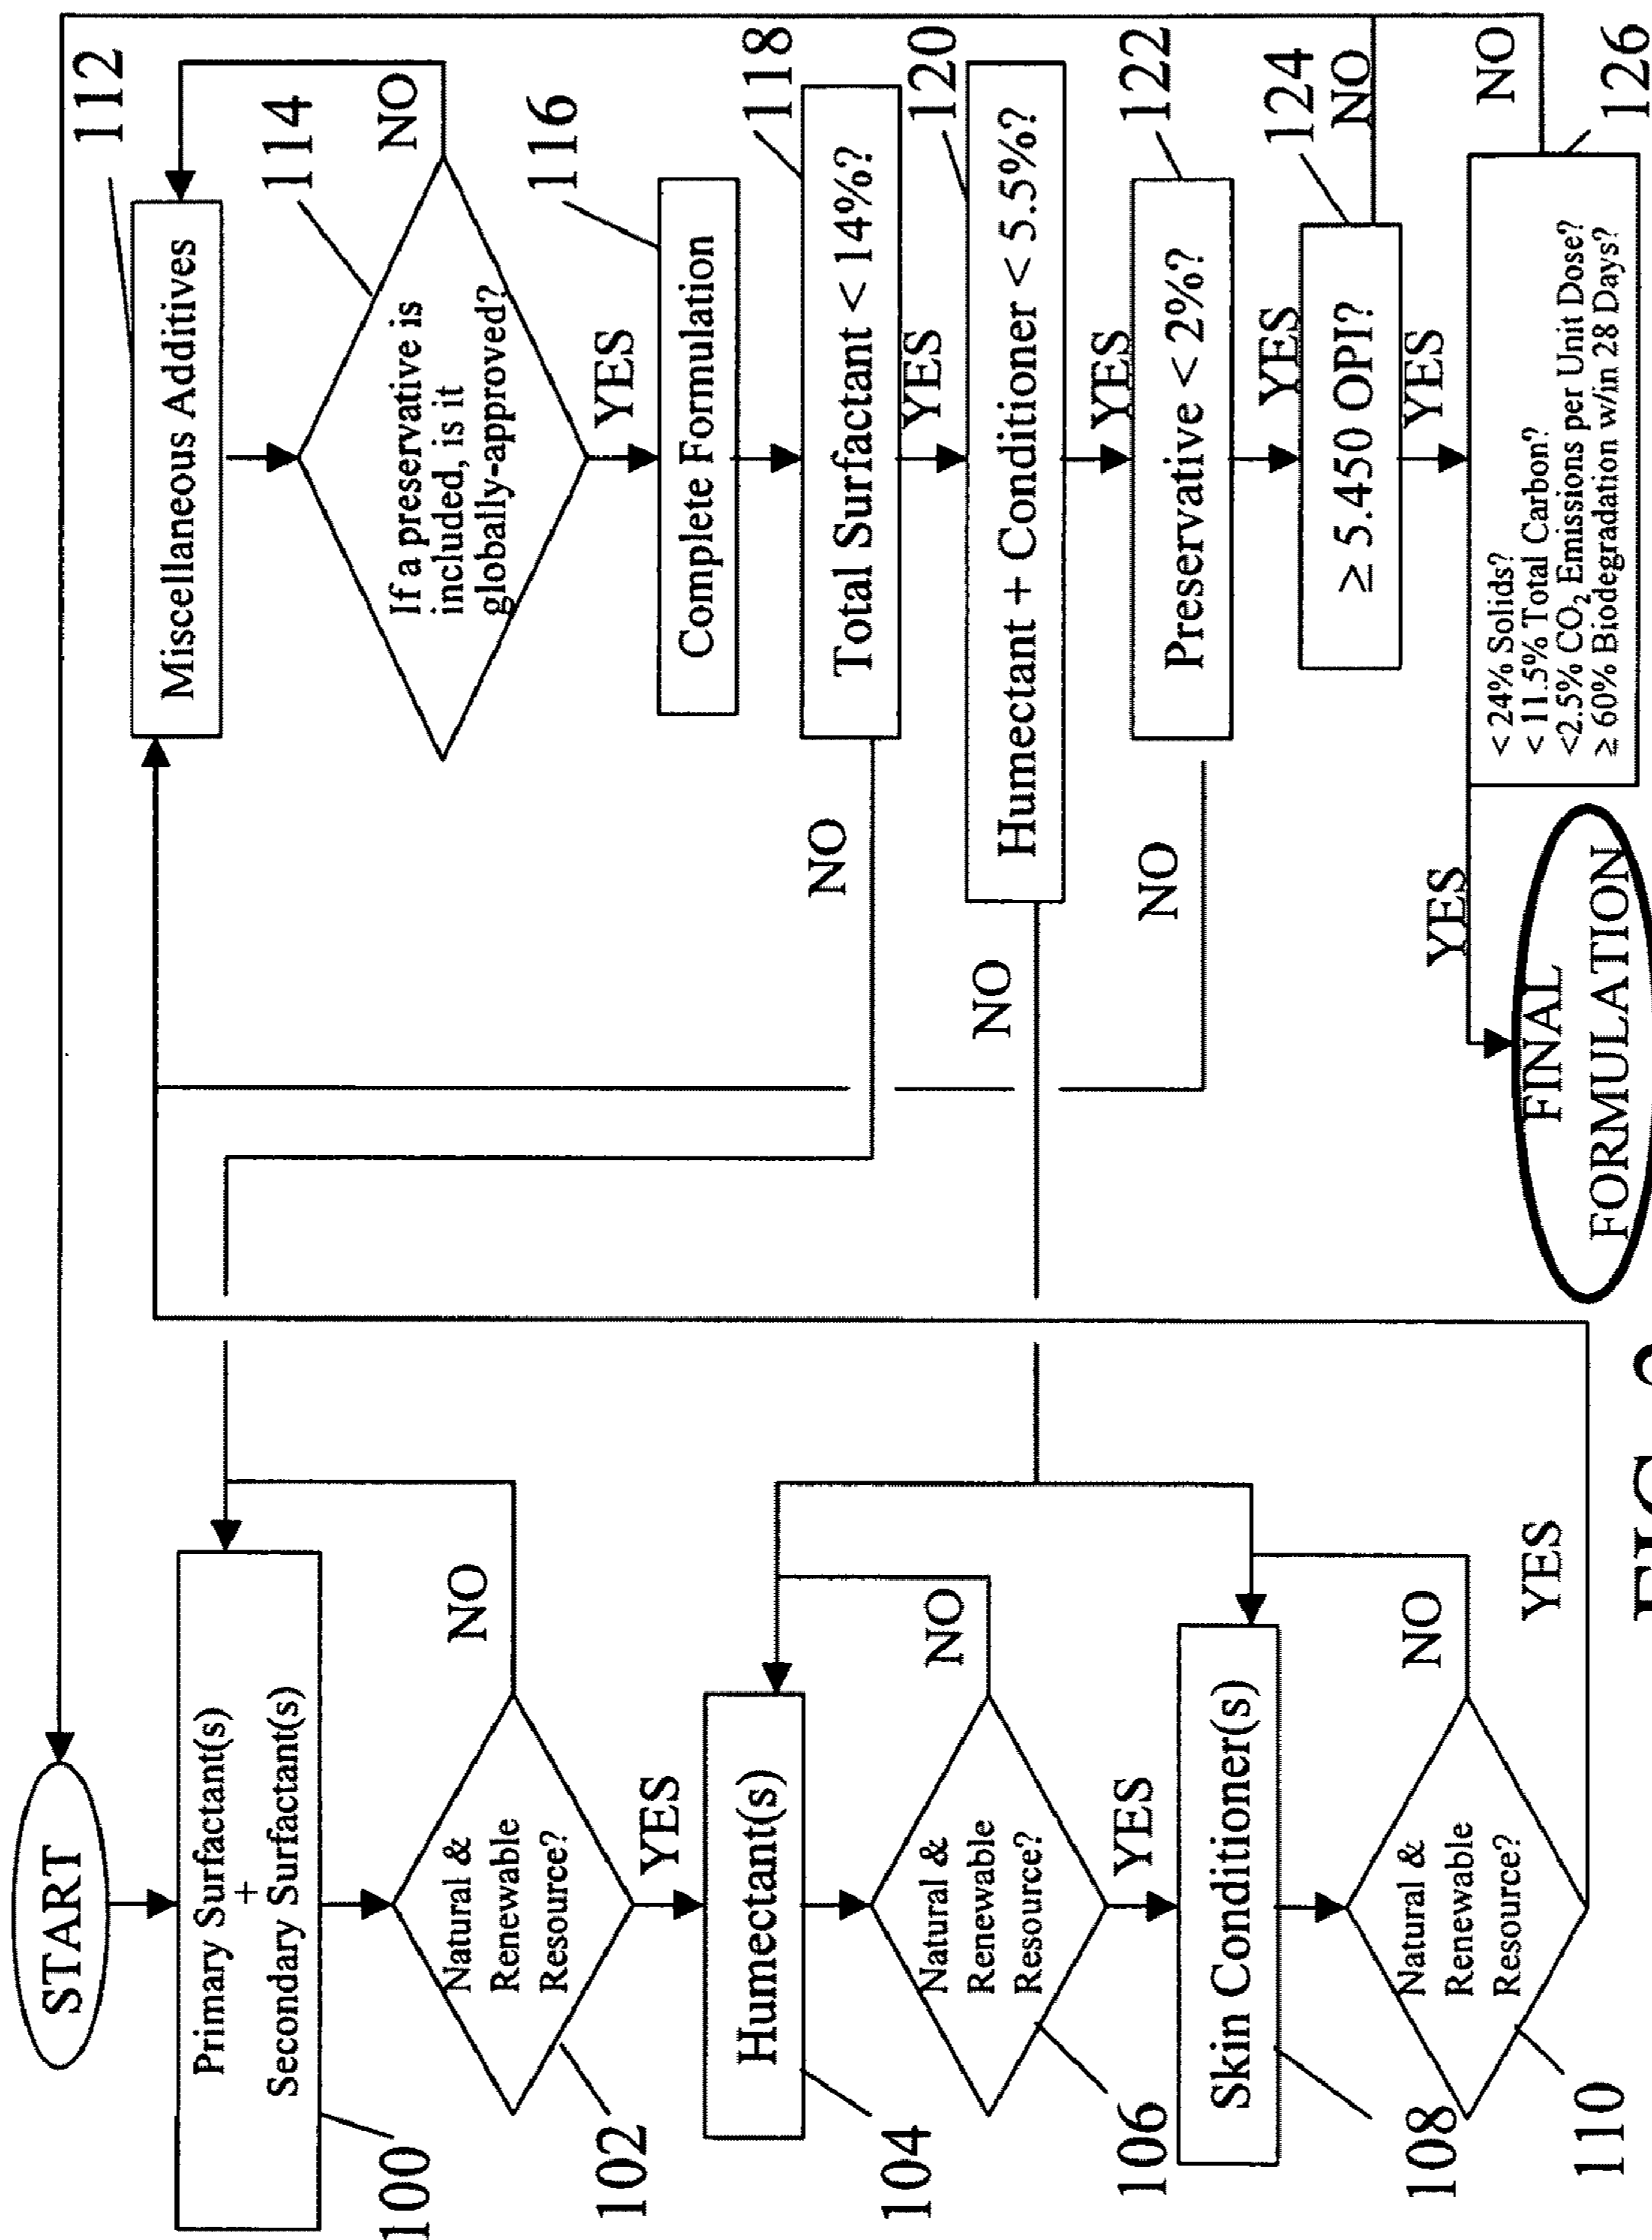 START
Primary Surfactant(s)
+
Secondary Surfactant(s)
100
Natural &
Renewable
Resource?
102
NO
YES
Humectant(s)
104
Natural &
Renewable
Resource?
106
NO
YES
Skin Conditioner(s)
108
Natural &
Renewable
Resource?
110
NO
YES
Miscellaneous Additives
112
If a preservative is
included, is it
globally-approved?
114
NO
YES
Complete Formulation
116
Total Surfactant < 14%?
118
NO
YES
Humectant + Conditioner < 5.5%?
120
NO
YES
Preservative < 2%?
122
NO
YES
≥ 5.450 OPI?
124
NO
YES
< 24% Solids?
< 11.5% Total Carbon?
<2.5% CO2 Emissions per Unit Dose?
≥ 60% Biodegradation w/in 28 Days?
126
NO
YES
FINAL
FORMULATION